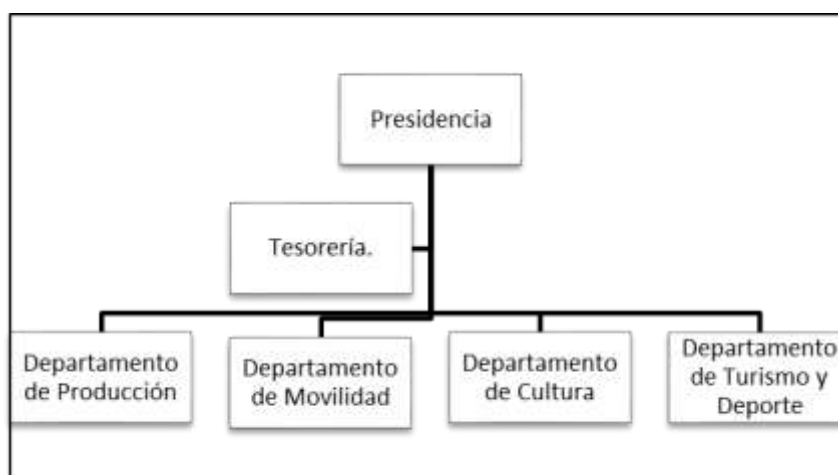 Presidencia
Tesorería.
Departamento
de Producción
Departamento
de Movilidad
Departamento
de Cultura
Departamento
de Turismo y
Deporte